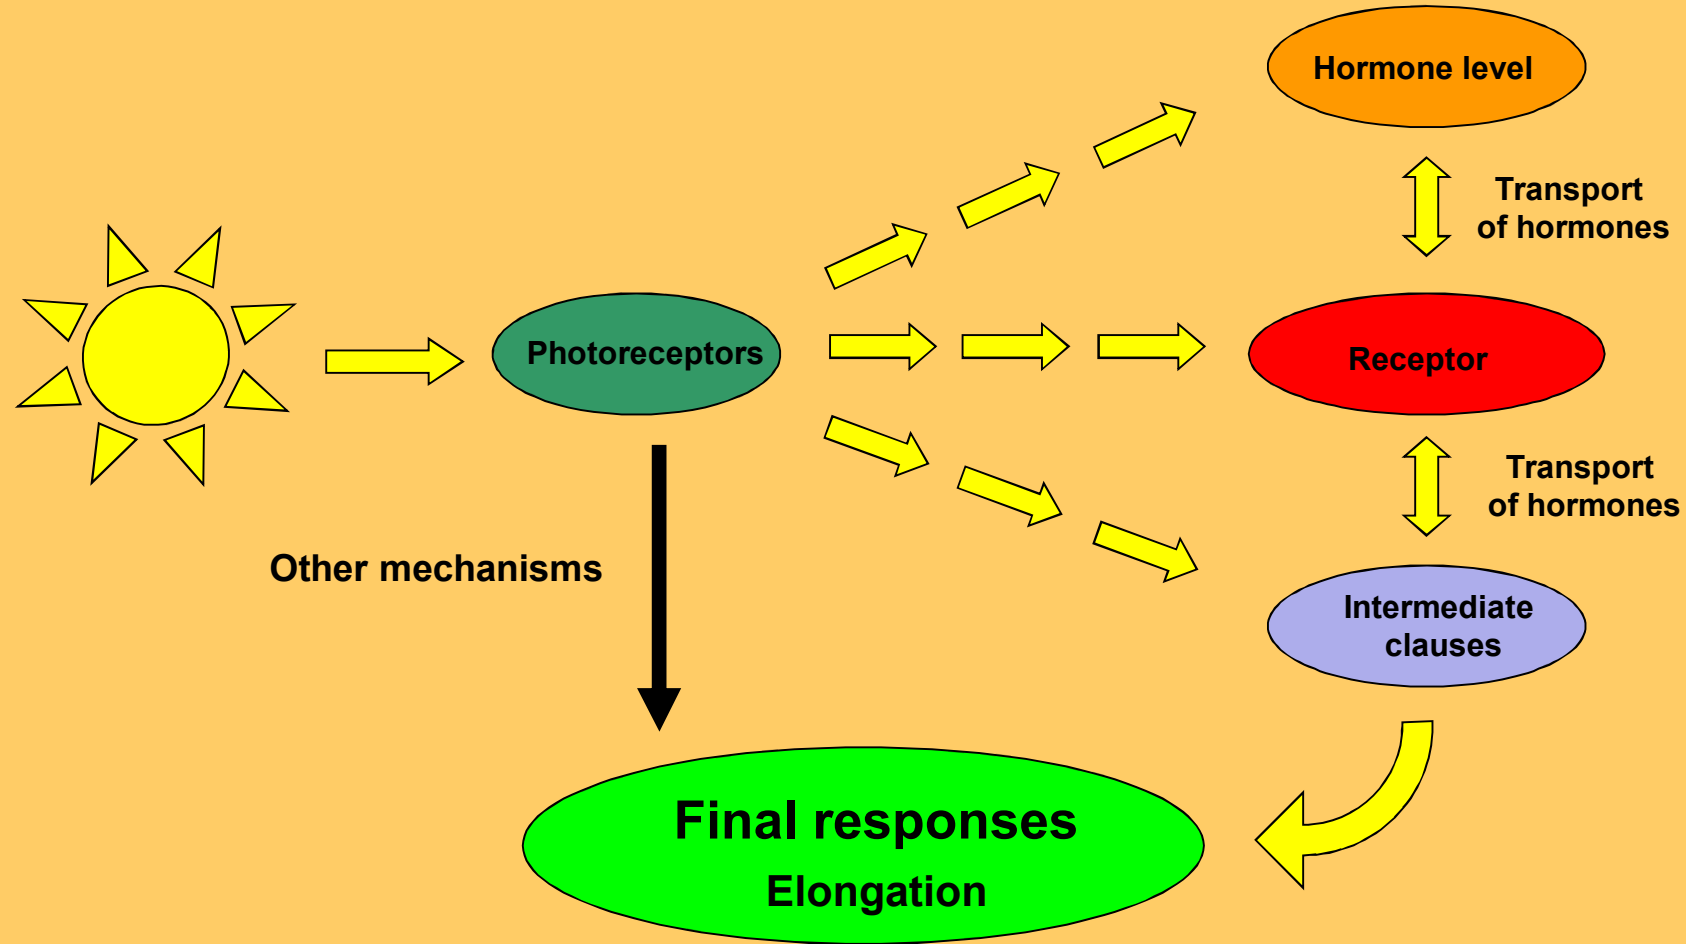 Hormone level
Transport
of hormones
Photoreceptors
Receptor
Transport
of hormones
Other mechanisms
Intermediate
clauses
Final responses
Elongation